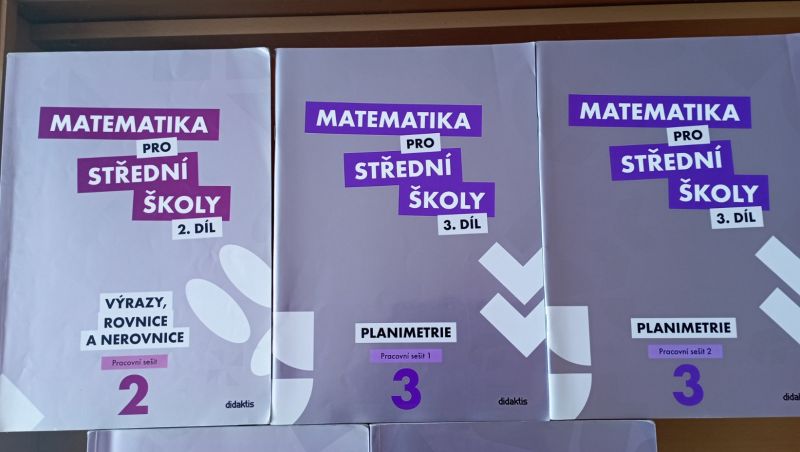 MATEMATIKA
PRO
STŘEDNÍ
ŠKOLY
2. DÍL
VÝRAZY,
ROVNICE
A NEROVNICE
Pracovní sešit
2
didaktis
MATEMATIKA
PRO
STŘEDNÍ
ŠKOLY
3. DÍL
PLANIMETRIE
Pracovní sešit 1
3
didaktis
MATEMATIKA
PRO
STŘEDNÍ
ŠKOLY
3. DÍL
PLANIMETRIE
Pracovní sešit 2
3
didaktis